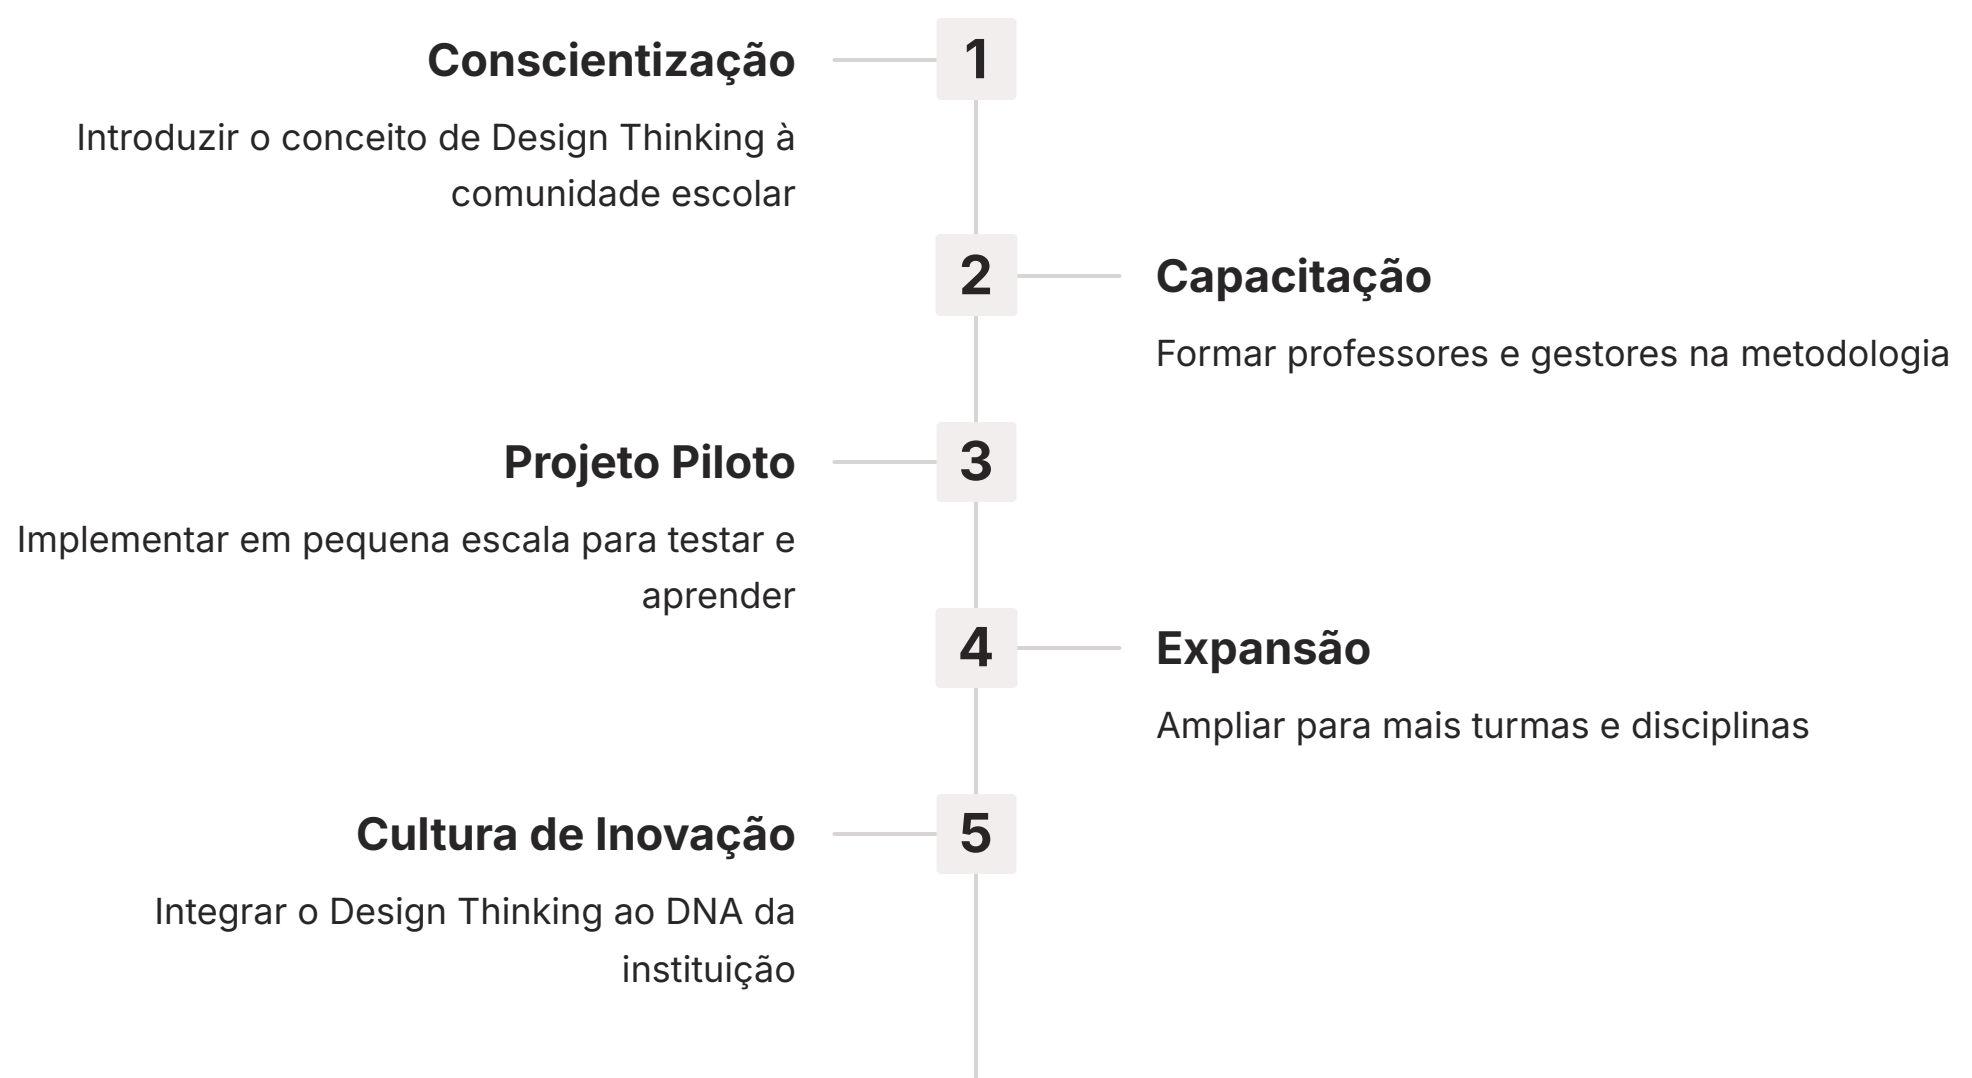 Conscientização
1
Introduzir o conceito de Design Thinking à
comunidade escolar
2
Capacitação
Formar professores e gestores na metodologia
Projeto Piloto
3
Implementar em pequena escala para testar e
aprender
4
Expansão
Ampliar para mais turmas e disciplinas
Cultura de Inovação
5
Integrar o Design Thinking ao DNA da
instituição